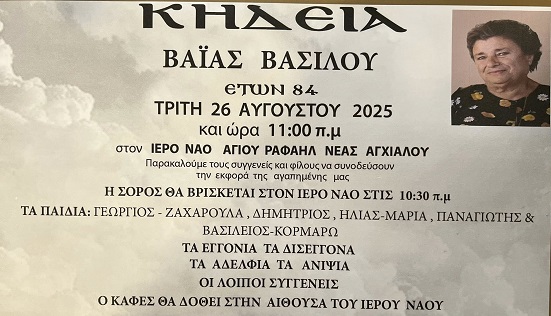 ΚΗΔΕΙΑ
ΒΑΪΑΣ ΒΑΣΙΛΟΥ
ΕΤΩΝ 84
ΤΡΙΤΗ 26 ΑΥΓΟΥΣΤΟΥ 2025
και ώρα 11:00 π.μ
στον ΙΕΡΟ ΝΑΟ ΑΓΙΟΥ ΡΑΦΑΗΛ ΝΕΑΣ ΑΓΧΙΑΛΟΥ
Παρακαλούμε τους συγγενείς και φίλους να συνοδεύσουν
την εκφορά της αγαπημένης μας
Η ΣΟΡΟΣ ΘΑ ΒΡΙΣΚΕΤΑΙ ΣΤΟΝ ΙΕΡΟ ΝΑΟ ΣΤΙΣ 10:30 π.μ
ΤΑ ΠΑΙΔΙΑ: ΓΕΩΡΓΙΟΣ - ΖΑΧΑΡΟΥΛΑ , ΔΗΜΗΤΡΙΟΣ , ΗΛΙΑΣ-ΜΑΡΙΑ , ΠΑΝΑΓΙΩΤΗΣ &
ΒΑΣΙΛΕΙΟΣ-ΚΟΡΜΑΡΩ
ΤΑ ΕΓΓΟΝΙΑ ΤΑ ΔΙΣΕΓΓΟΝΑ
ΤΑ ΑΔΕΛΦΙΑ ΤΑ ΑΝΙΨΙΑ
ΟΙ ΛΟΙΠΟΙ ΣΥΓΓΕΝΕΙΣ
Ο ΚΑΦΕΣ ΘΑ ΔΟΘΕΙ ΣΤΗΝ ΑΙΘΟΥΣΑ ΤΟΥ ΙΕΡΟΥ ΝΑΟΥ